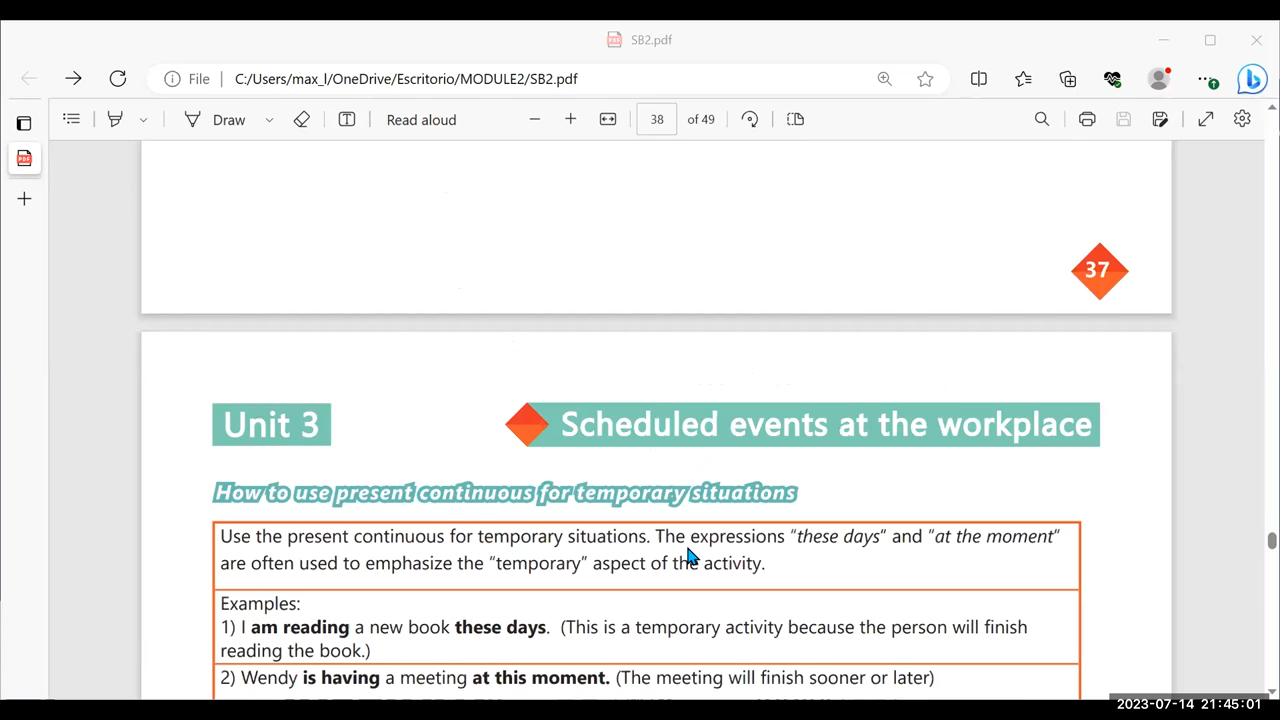 SB2.pdf
File C:/Users/max_l/OneDrive/Escritorio/MODULE2/SB2.pdf
Draw Read aloud 38 of 49
37
Unit 3 Scheduled events at the workplace
How to use present continuous for temporary situations
Use the present continuous for temporary situations. The expressions "these days" and "at the moment"
are often used to emphasize the "temporary" aspect of the activity.
Examples:
1) I am reading a new book these days. (This is a temporary activity because the person will finish
reading the book.)
2) Wendy is having a meeting at this moment. (The meeting will finish sooner or later)
2023-07-14 21:45:01